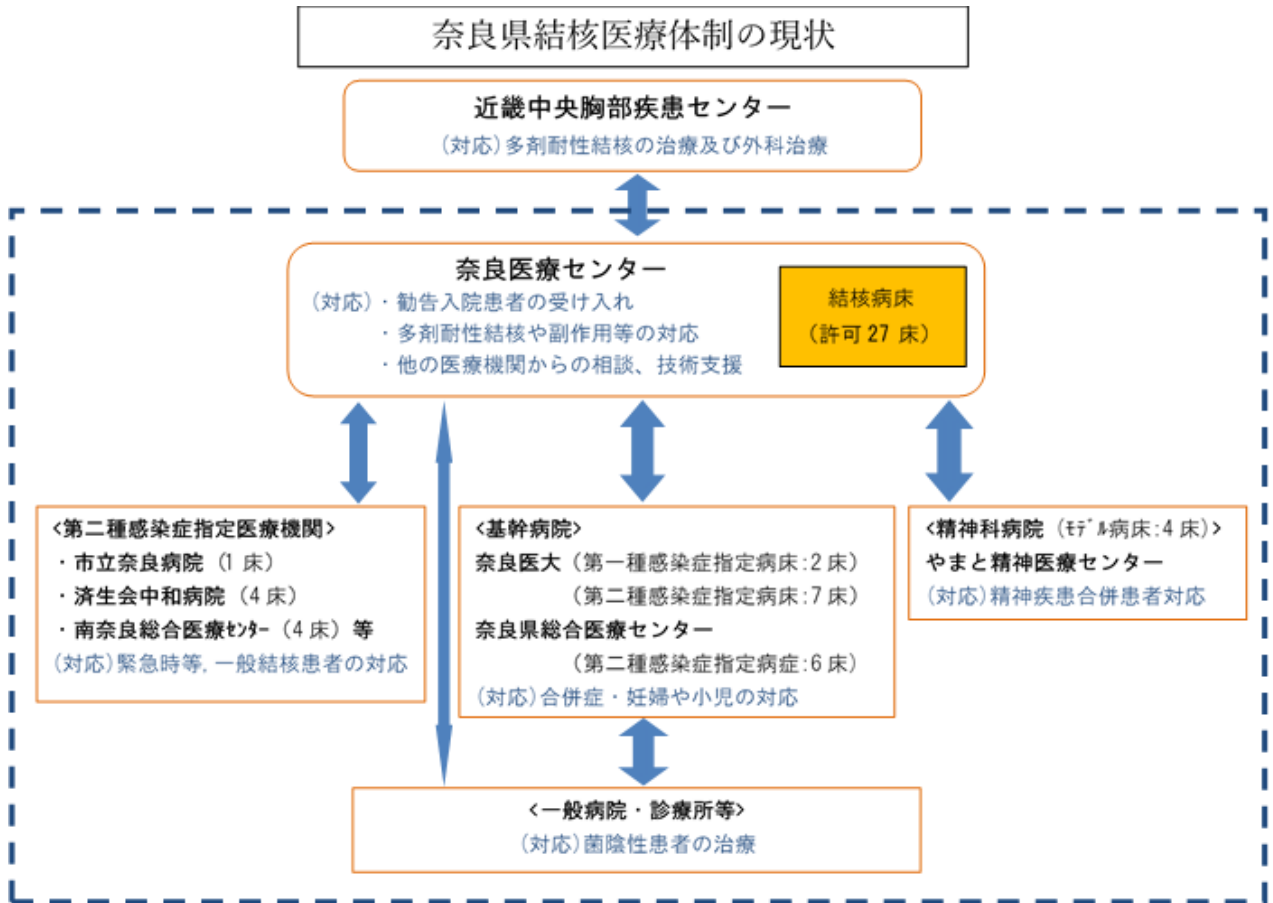 奈良県結核医療体制の現状
近畿中央胸部疾患センター
(対応)多剤耐性結核の治療及び外科治療
奈良医療センター
(対応)・勧告入院患者の受け入れ
・多剤耐性結核や副作用等の対応
・他の医療機関からの相談、技術支援
結核病床
(許可27床)
<第二種感染症指定医療機関>
・市立奈良病院(1床)
・済生会中和病院(4床)
・南奈良総合医療ｾﾝﾀｰ(4床)等
(対応)緊急時等,一般結核患者の対応
<基幹病院>
奈良医大(第一種感染症指定病床:2床)
(第二種感染症指定病床:7床)
奈良県総合医療センター
(第二種感染症指定病症:6床)
(対応)合併症・妊婦や小児の対応
<精神科病院(ﾓﾃﾞﾙ病床:4床)>
やまと精神医療センター
(対応)精神疾患合併患者対応
<一般病院・診療所等>
(対応)菌陰性患者の治療